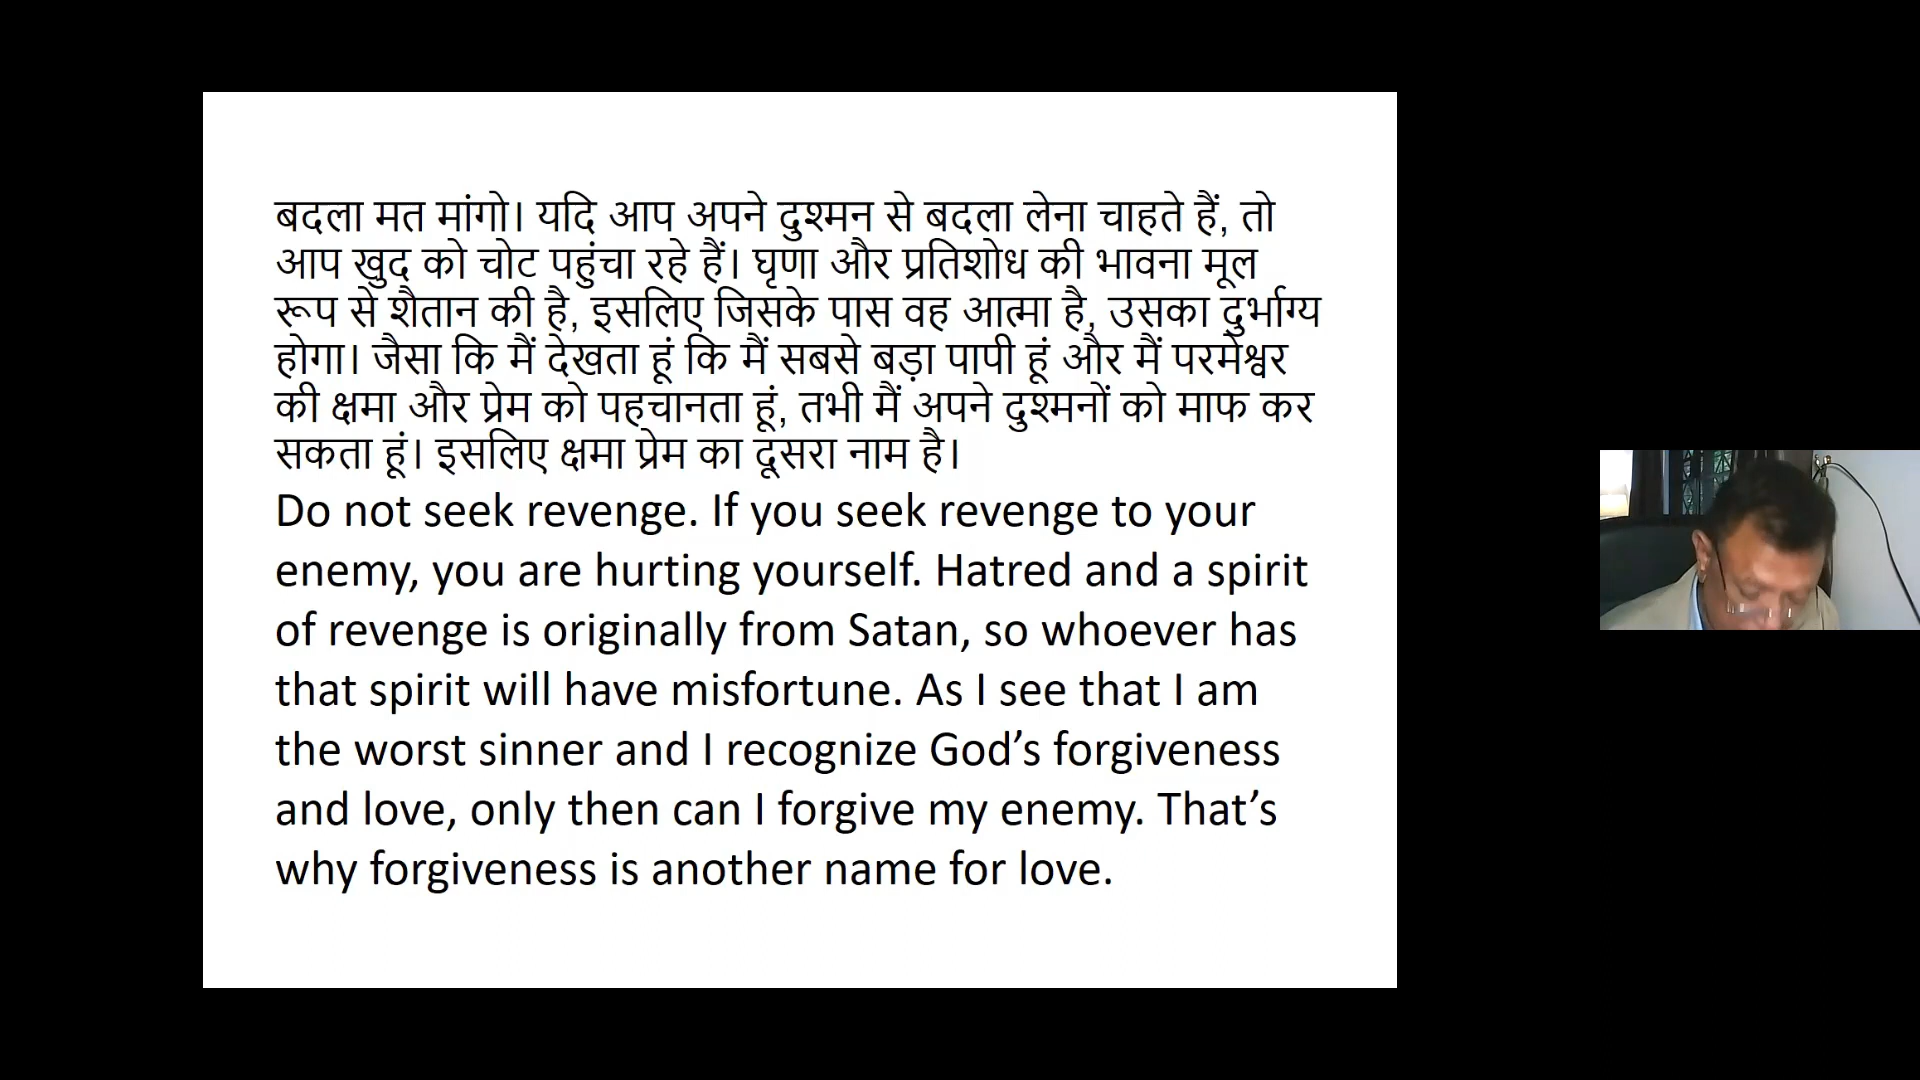 बदला मत मांगो। यदि आप अपने दुश्मन से बदला लेना चाहते हैं, तो
आप खुद को चोट पहुंचा रहे हैं। घृणा और प्रतिशोध की भावना मूल
रूप से शैतान की है, इसलिए जिसके पास वह आत्मा है, उसका दुर्भाग्य
होगा। जैसा कि मैं देखता हूं कि मैं सबसे बड़ा पापी हूं और मैं परमेश्वर
की क्षमा और प्रेम को पहचानता हूं, तभी मैं अपने दुश्मनों को माफ कर
सकता हूं। इसलिए क्षमा प्रेम का दूसरा नाम है।
Do not seek revenge. If you seek revenge to your
enemy, you are hurting yourself. Hatred and a spirit
of revenge is originally from Satan, so whoever has
that spirit will have misfortune. As I see that I am
the worst sinner and I recognize God’s forgiveness
and love, only then can I forgive my enemy. That’s
why forgiveness is another name for love.